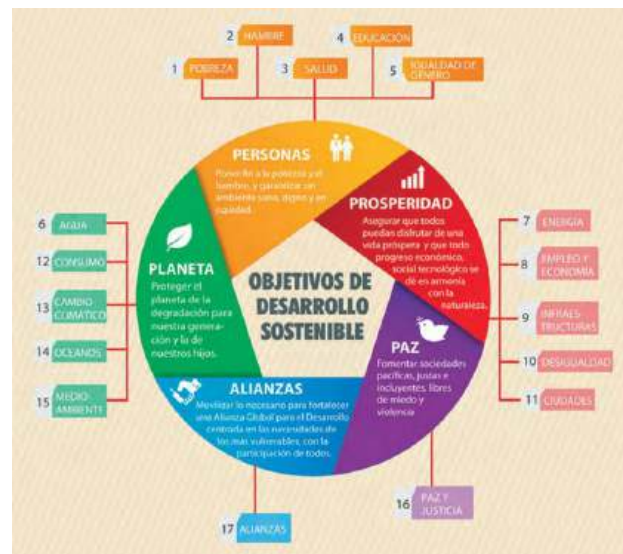 2 HAMBRE
4 EDUCACIÓN
1 POBREZA
3 SALUD
5 IGUALDAD DE
GÉNERO
PERSONAS
Poner fin a la pobreza y el
hambre, y garantizar un
ambiente sano, digno y en
equidad.
PROSPERIDAD
Asegurar que todos
puedan disfrutar de una
vida próspera y que todo
progreso económico,
social tecnológico se
dé en armonía
con la
naturaleza.
6 AGUA
12 CONSUMO
13 CAMBIO
CLIMÁTICO
14 OCEANOS
15 MEDIO-
AMBIENTE
PLANETA
Proteger el
planeta de la
degradación para
nuestra genera-
ción y la de
nuestros hijos.
OBJETIVOS DE
DESARROLLO
SOSTENIBLE
7 ENERGÍA
8 EMPLEO Y
ECONOMÍA
9 INFRAES-
TRUCTURAS
10 DESIGUALDAD
11 CIUDADES
PAZ
Fomentar sociedades
pacíficas, justas e
incluyentes, libres
de miedo y
violencia
ALIANZAS
Movilizar lo necesario para fortalecer
una Alianza Global para el Desarrollo
centrada en las necesidades de
los más vulnerables, con la
participación de todos.
16 PAZ Y
JUSTICIA
17 ALIANZAS